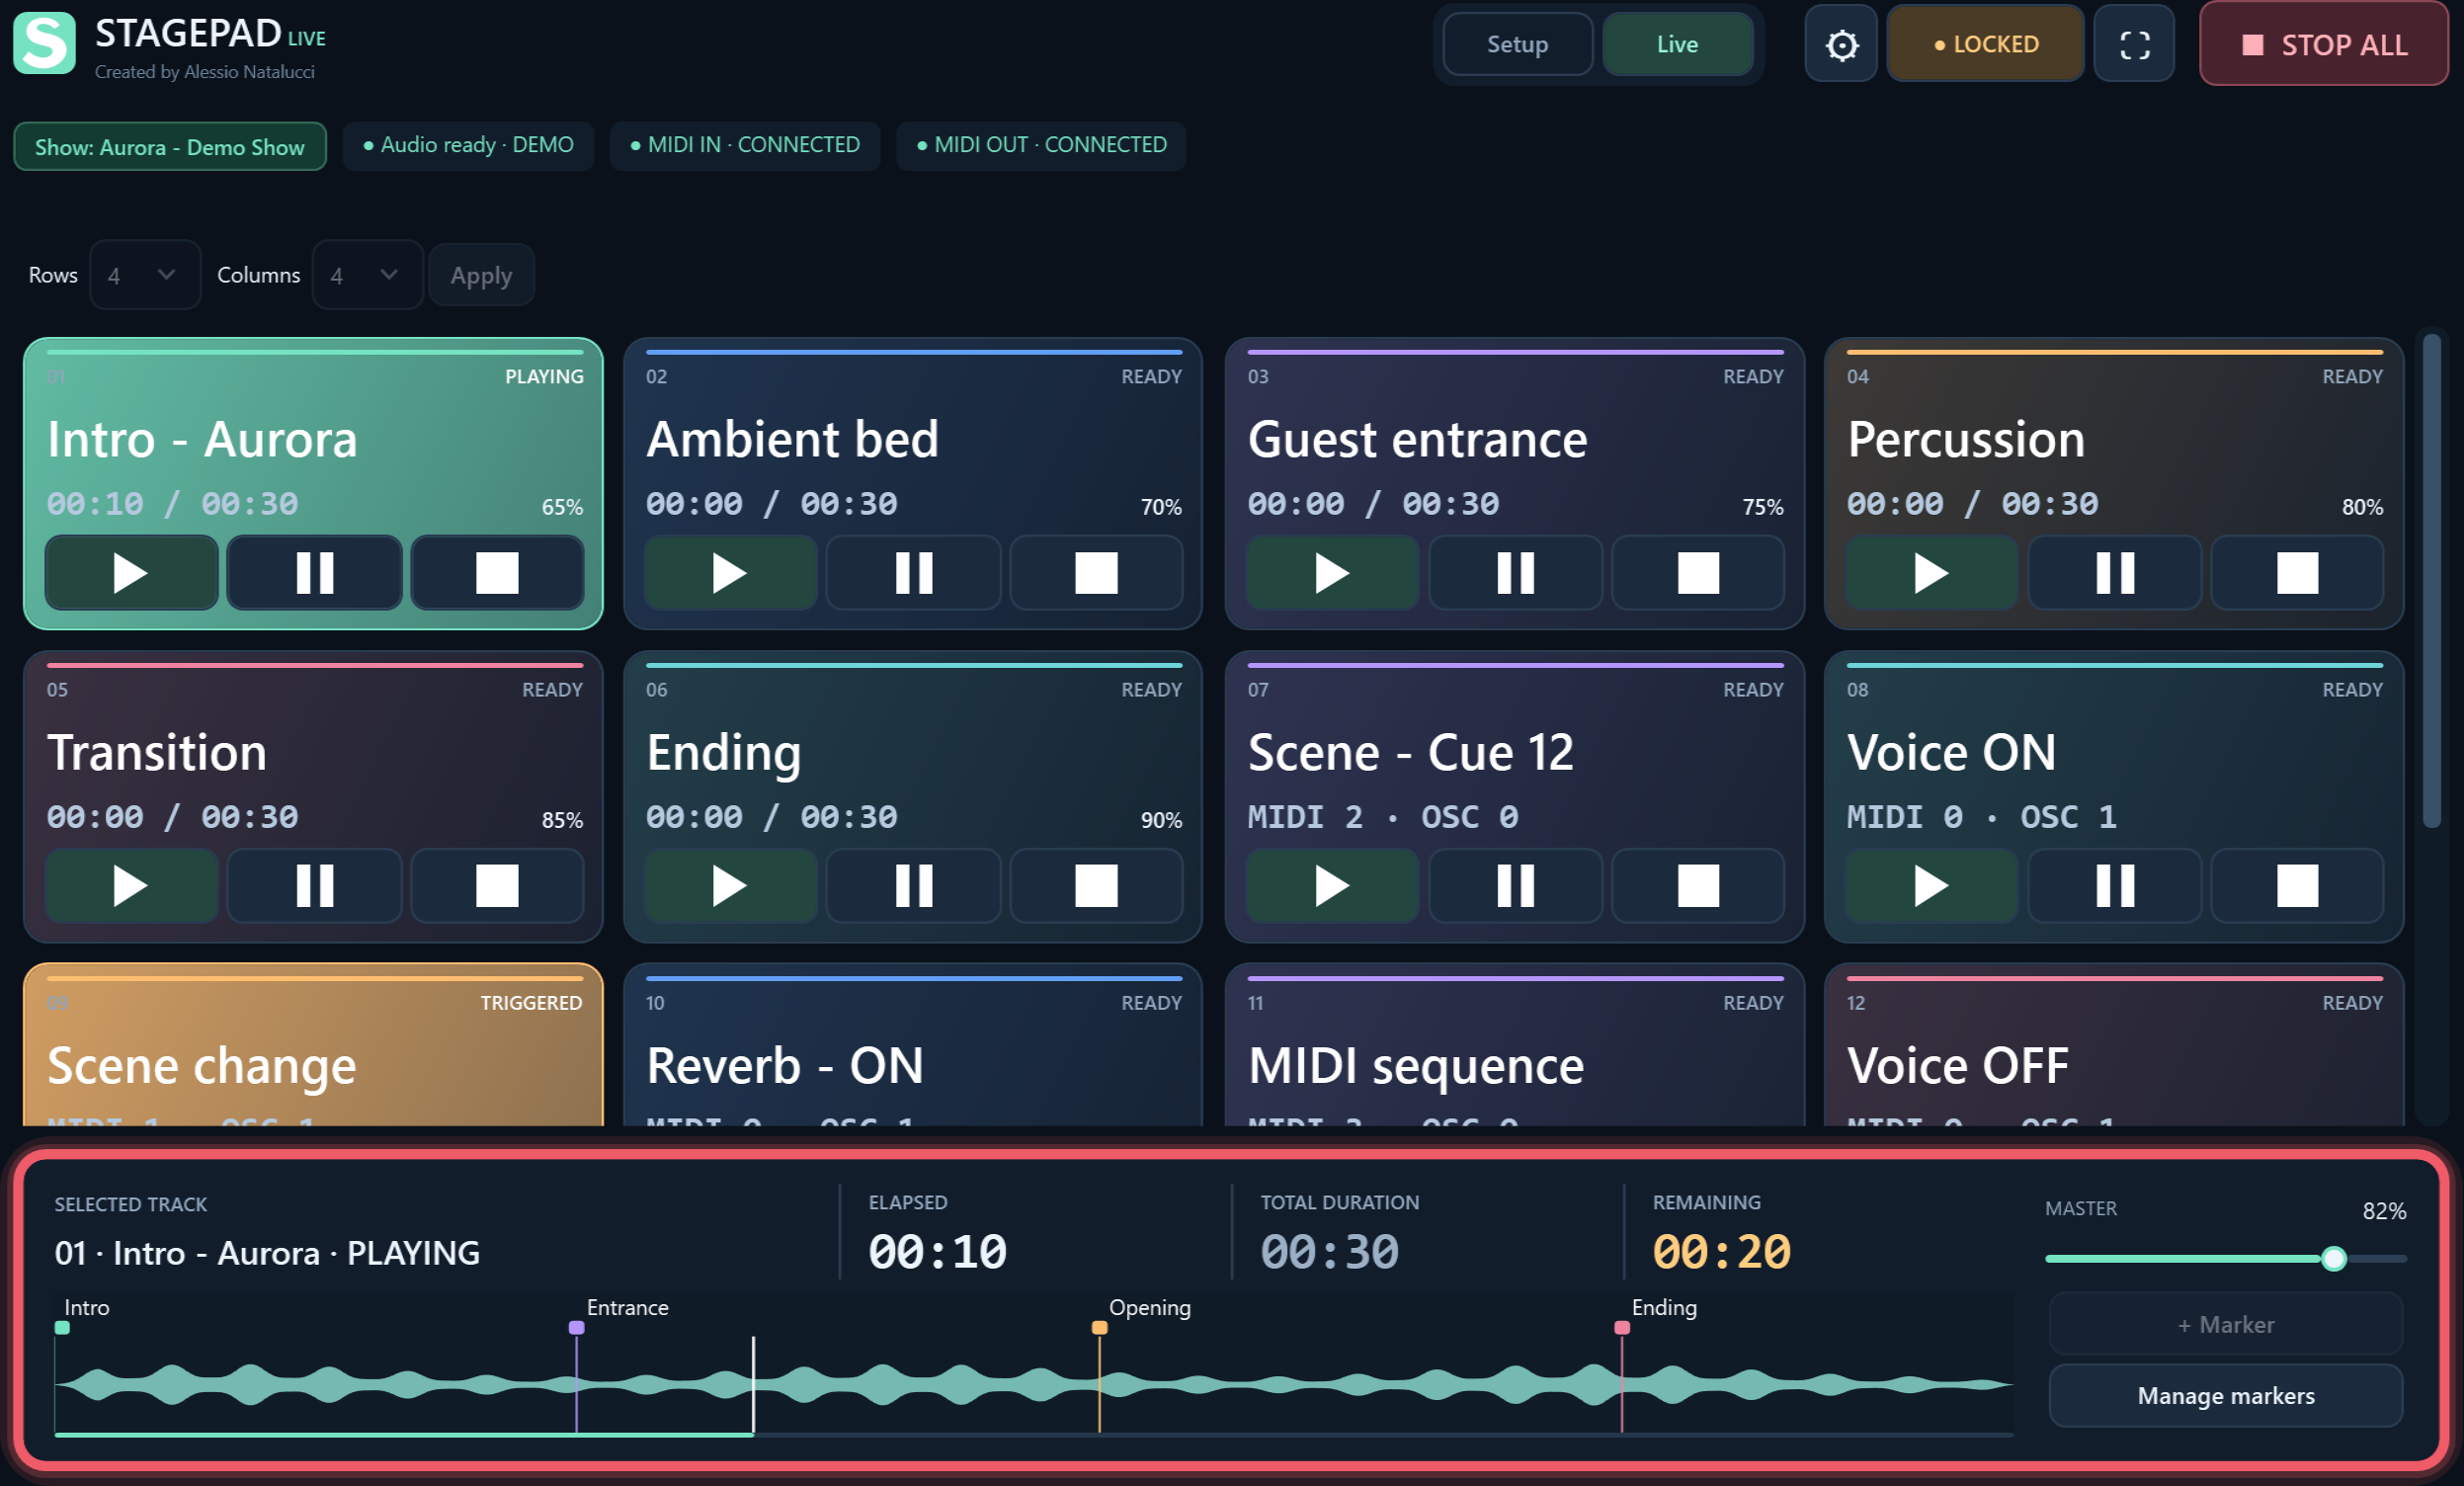 S STAGEPAD LIVE
Created by Alessio Natalucci
Setup Live ● LOCKED STOP ALL
Show: Aurora - Demo Show ● Audio ready · DEMO ● MIDI IN · CONNECTED ● MIDI OUT · CONNECTED
Rows 4 Columns 4 Apply
01 PLAYING
Intro - Aurora
00:10 / 00:30 65%
02 READY
Ambient bed
00:00 / 00:30 70%
03 READY
Guest entrance
00:00 / 00:30 75%
04 READY
Percussion
00:00 / 00:30 80%
05 READY
Transition
00:00 / 00:30 85%
06 READY
Ending
00:00 / 00:30 90%
07 READY
Scene - Cue 12
MIDI 2 · OSC 0
08 READY
Voice ON
MIDI 0 · OSC 1
09 TRIGGERED
Scene change
10 READY
Reverb - ON
11 READY
MIDI sequence
12 READY
Voice OFF
SELECTED TRACK
01 · Intro - Aurora · PLAYING
ELAPSED
00:10
TOTAL DURATION
00:30
REMAINING
00:20
MASTER 82%
Intro Entrance Opening Ending
+ Marker
Manage markers